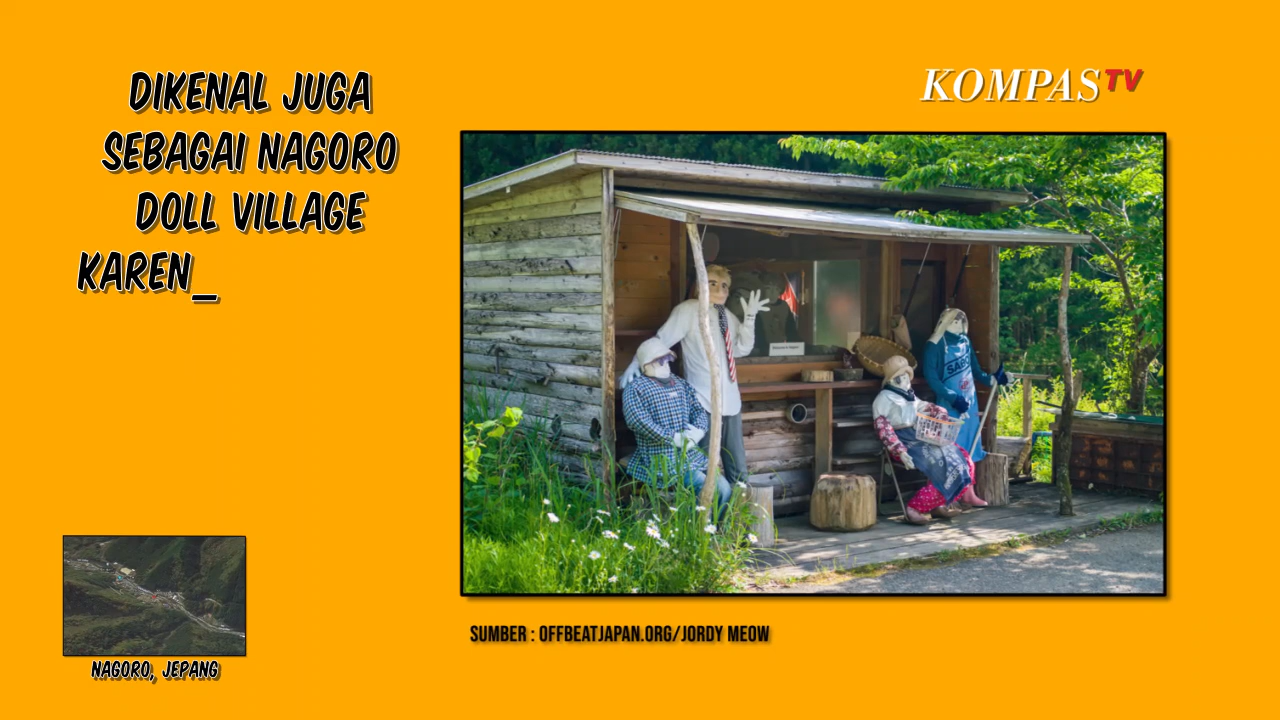 DIKENAL JUGA
SEBAGAI NAGORO
DOLL VILLAGE
KAREN_
KOMPASTV
SUMBER : OFFBEATJAPAN.ORG/JORDY MEOW
NAGORO, JEPANG